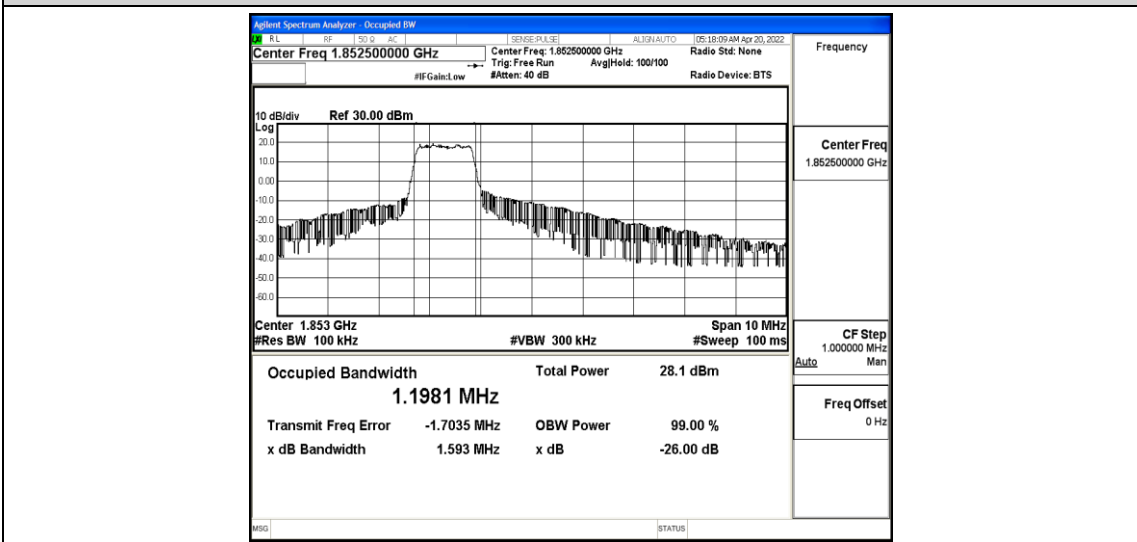 Agilent Spectrum Analyzer - Occupied BW
RL RF 50 Ω AC SENSE:PULSE ALIGN AUTO 05:18:09 AM Apr 20, 2022
Center Freq 1.852500000 GHz Center Freq: 1.852500000 GHz Radio Std: None Frequency
Trig: Free Run Avg|Hold: 100/100
#IFGain:Low #Atten: 40 dB Radio Device: BTS
10 dB/div Ref 30.00 dBm
Log
20.0
10.0
0.00
-10.0
-20.0
-30.0
-40.0
-50.0
-60.0
Center 1.853 GHz Span 10 MHz
#Res BW 100 kHz #VBW 300 kHz #Sweep 100 ms
Occupied Bandwidth Total Power 28.1 dBm
1.1981 MHz
Transmit Freq Error -1.7035 MHz OBW Power 99.00 %
x dB Bandwidth 1.593 MHz x dB -26.00 dB
Center Freq
1.852500000 GHz
CF Step
1.000000 MHz
Auto Man
Freq Offset
0 Hz
MSG STATUS